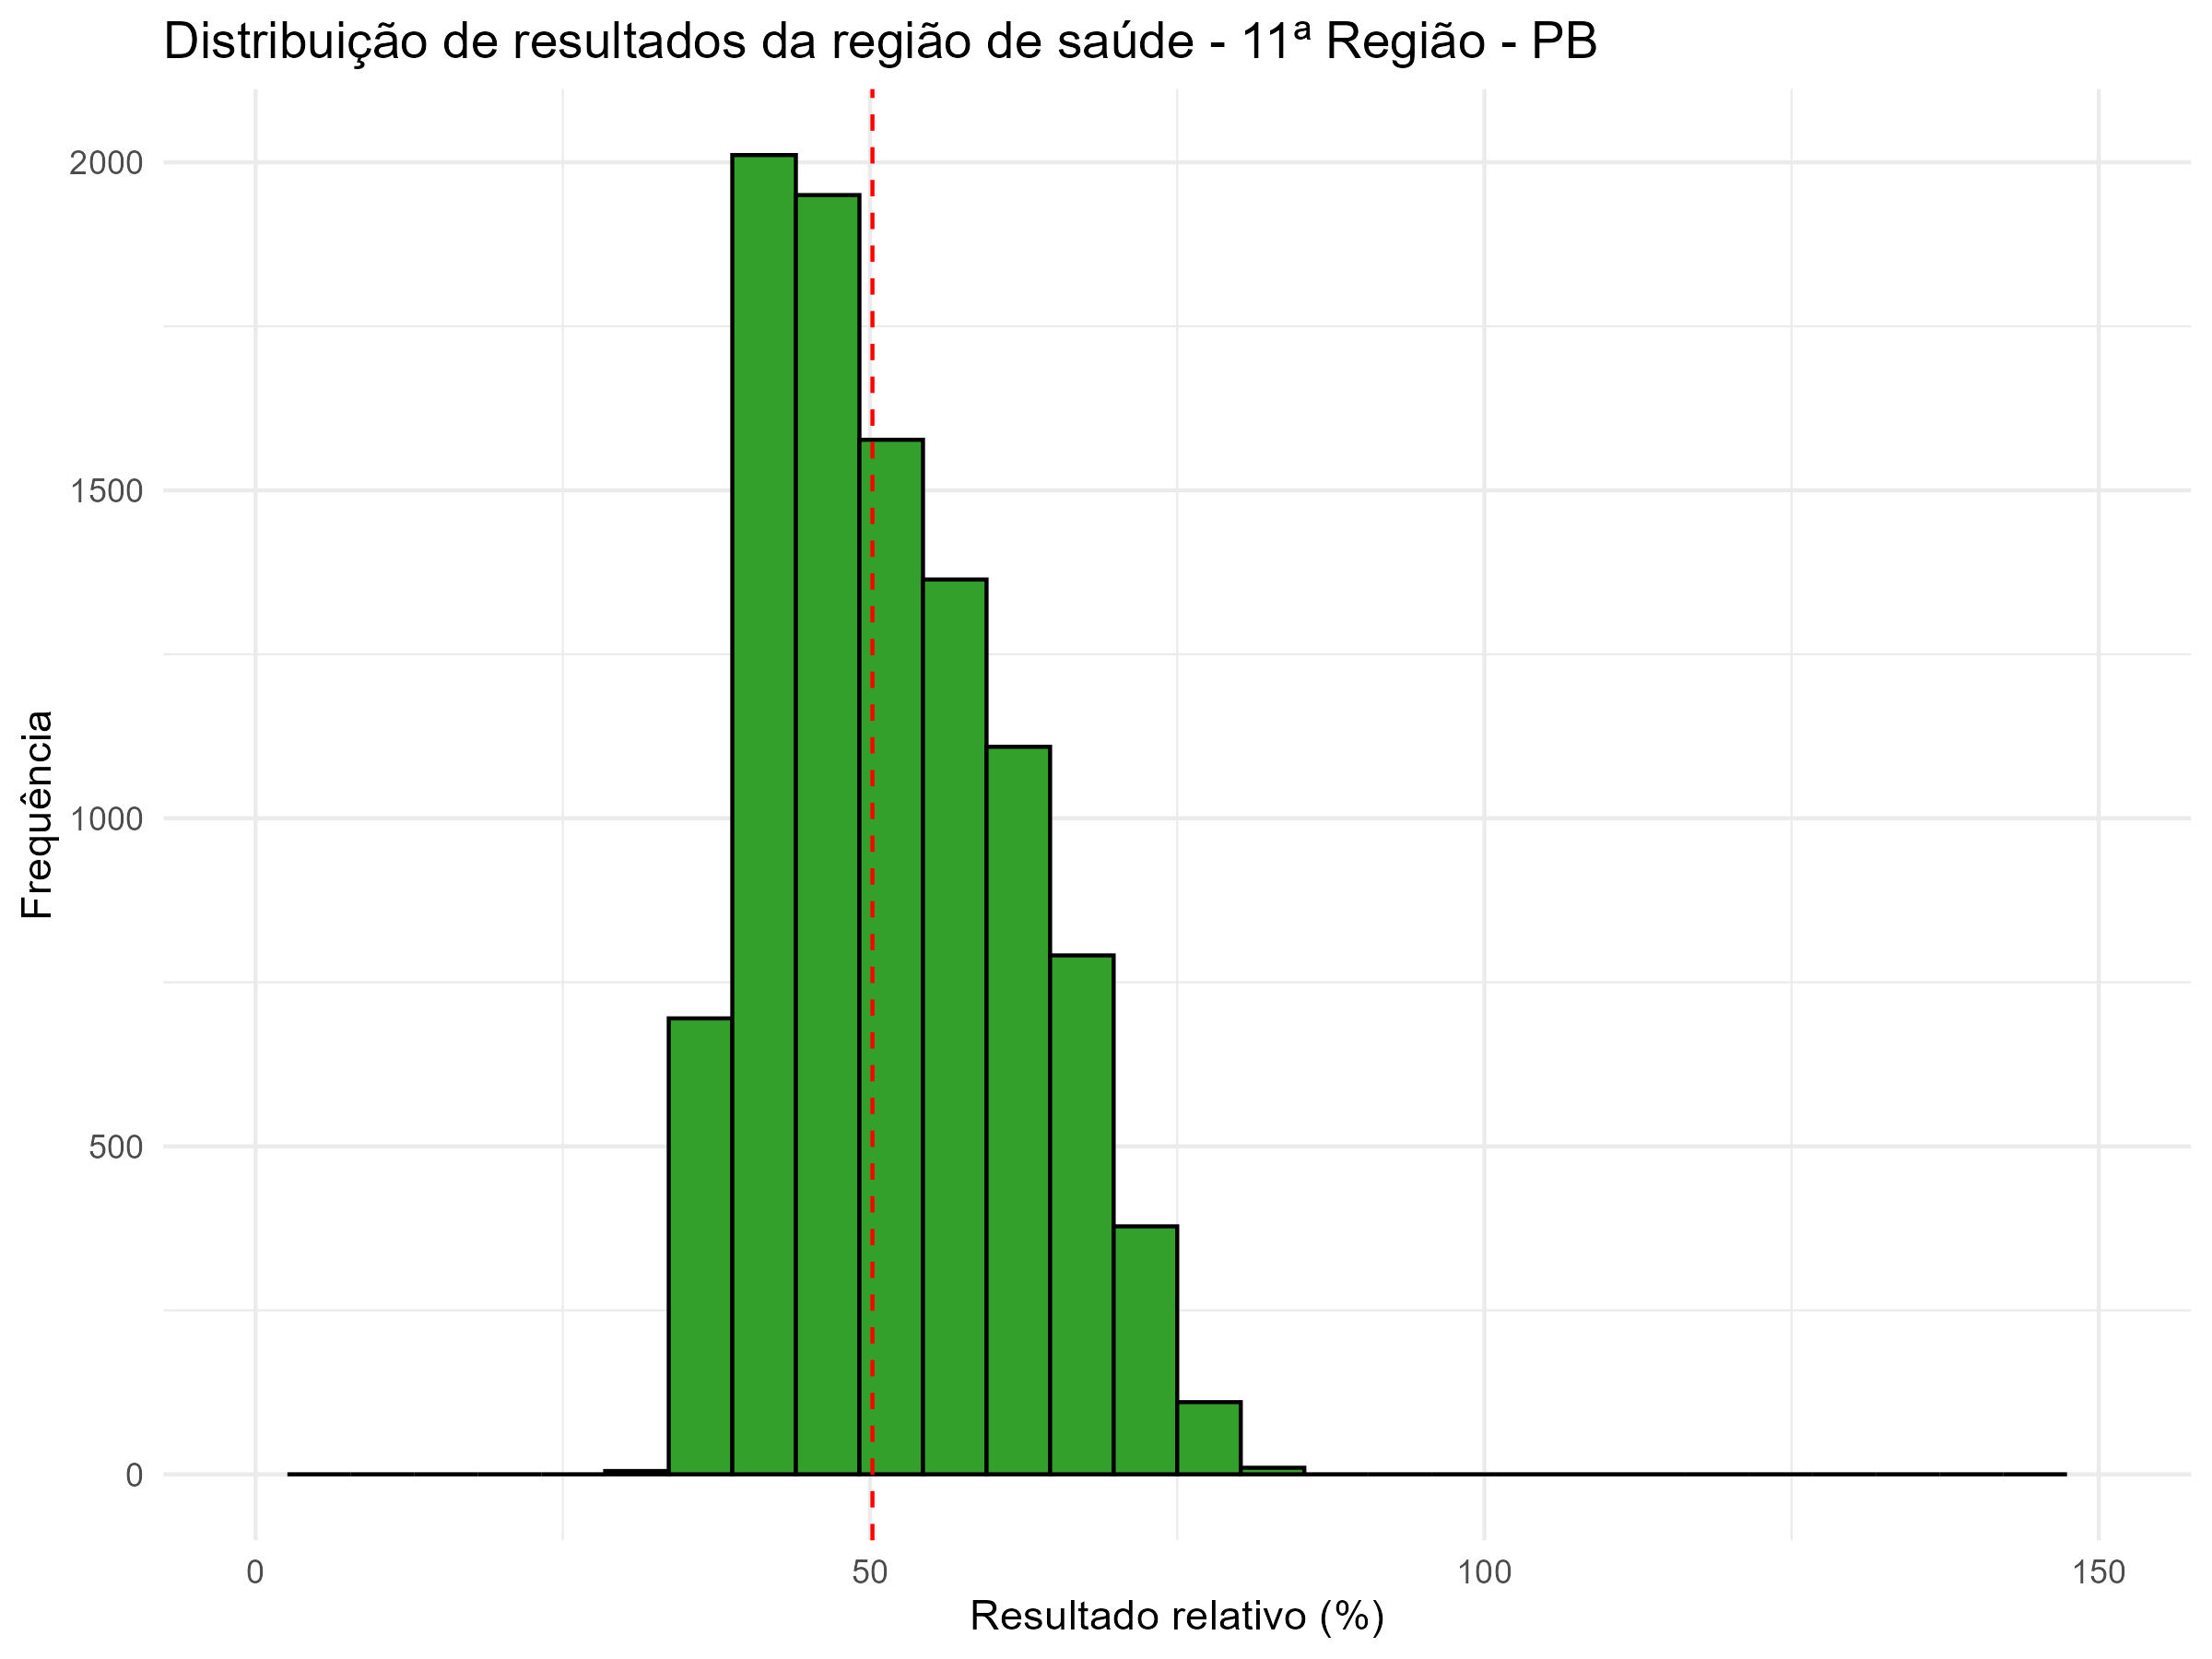 Distribuição de resultados da região de saúde - 11ª Região - PB
Frequência
2000
1500
1000
500
0
0 50 100 150
Resultado relativo (%)